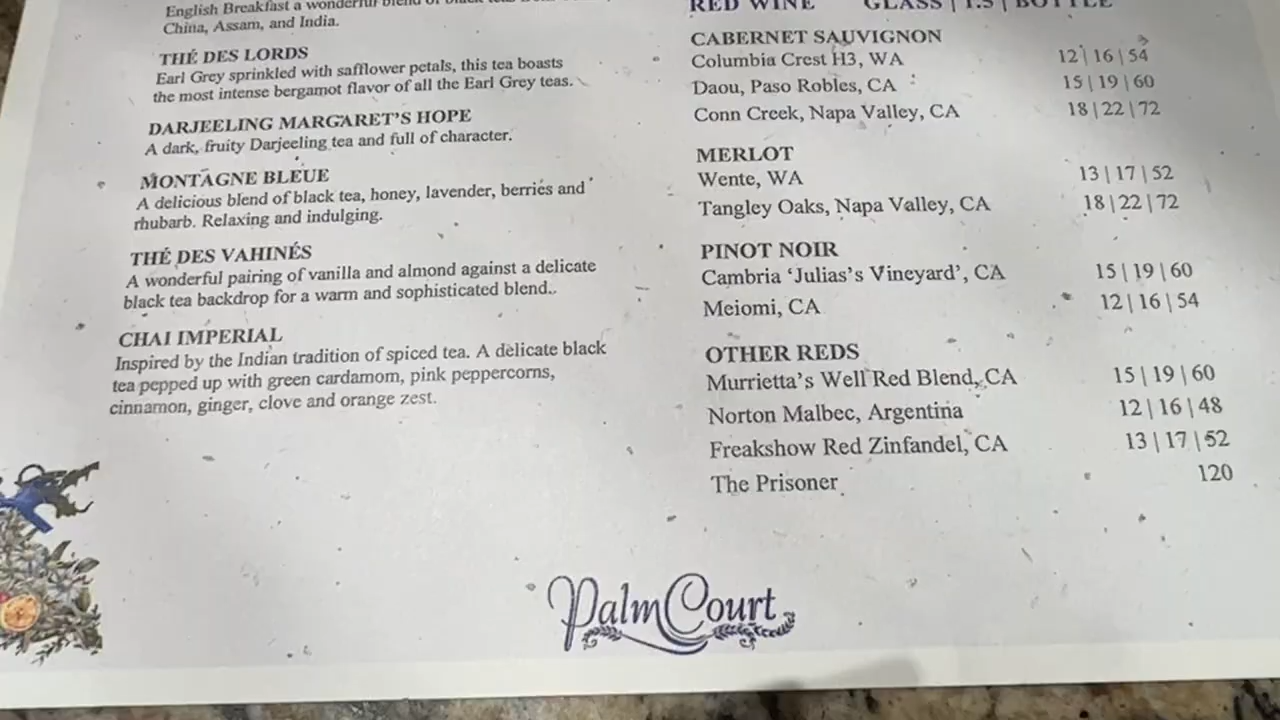 English Breakfast a wonderful blend of black teas
China, Assam, and India.
THÉ DES LORDS
Earl Grey sprinkled with safflower petals, this tea boasts
the most intense bergamot flavor of all the Earl Grey teas.
DARJEELING MARGARET'S HOPE
A dark, fruity Darjeeling tea and full of character.
MONTAGNE BLEUE
A delicious blend of black tea, honey, lavender, berries and
rhubarb. Relaxing and indulging.
THÉ DES VAHINÉS
A wonderful pairing of vanilla and almond against a delicate
black tea backdrop for a warm and sophisticated blend.
CHAI IMPERIAL
Inspired by the Indian tradition of spiced tea. A delicate black
tea pepped up with green cardamom, pink peppercorns,
cinnamon, ginger, clove and orange zest.
RED WINE GLASS | 1.5 | BOTTLE
CABERNET SAUVIGNON
Columbia Crest H3, WA 12 | 16 | 54
Daou, Paso Robles, CA 15 | 19 | 60
Conn Creek, Napa Valley, CA 18 | 22 | 72
MERLOT
Wente, WA 13 | 17 | 52
Tangley Oaks, Napa Valley, CA 18 | 22 | 72
PINOT NOIR
Cambria 'Julias's Vineyard', CA 15 | 19 | 60
Meiomi, CA 12 | 16 | 54
OTHER REDS
Murrietta's Well Red Blend, CA 15 | 19 | 60
Norton Malbec, Argentina 12 | 16 | 48
Freakshow Red Zinfandel, CA 13 | 17 | 52
The Prisoner 120
Palm Court